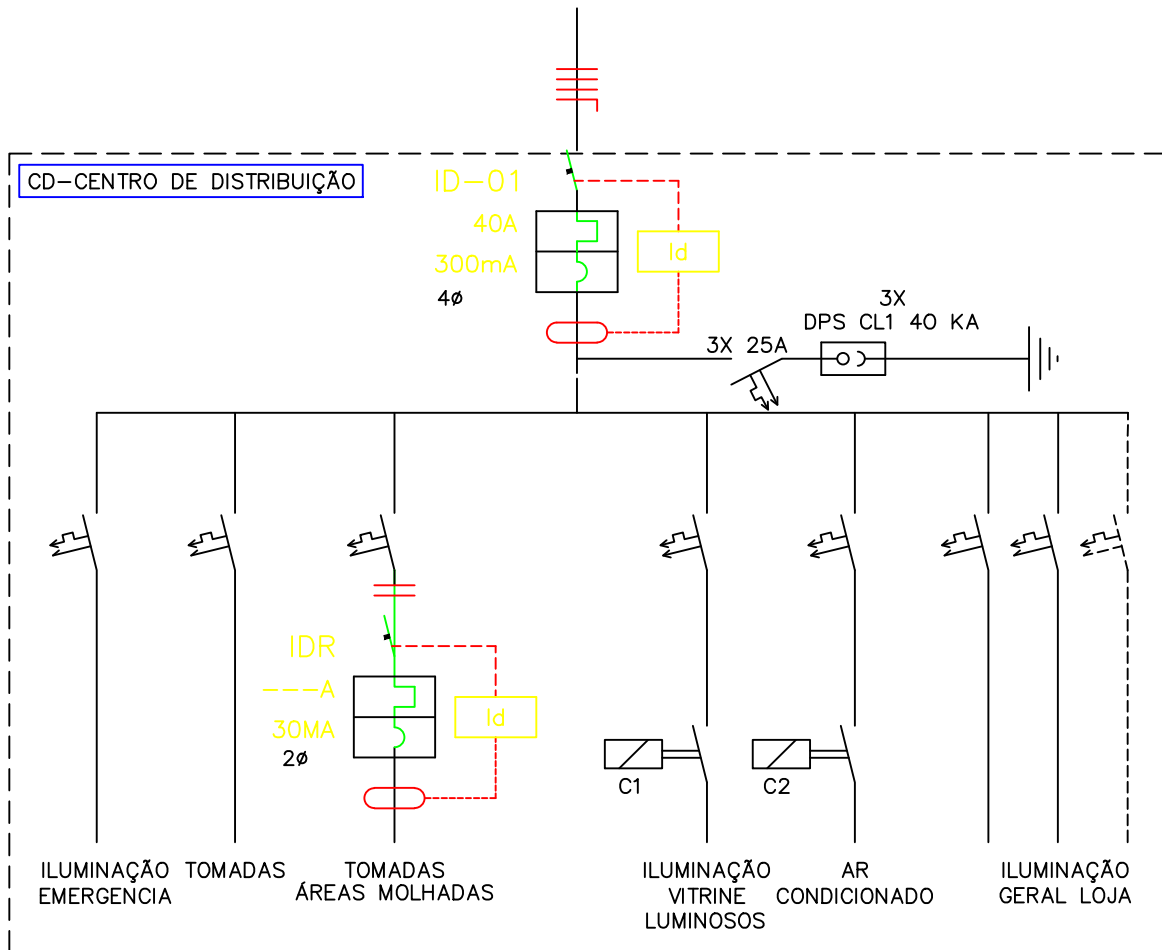 CD-CENTRO DE DISTRIBUIÇÃO
ID-01
40A
300mA
4ø
Id
3X
DPS CL1 40 KA
3X 25A
IDR
---A
30MA
2ø
Id
C1
C2
ILUMINAÇÃO
EMERGENCIA
TOMADAS
TOMADAS
ÁREAS MOLHADAS
ILUMINAÇÃO
VITRINE
LUMINOSOS
AR
CONDICIONADO
ILUMINAÇÃO
GERAL LOJA